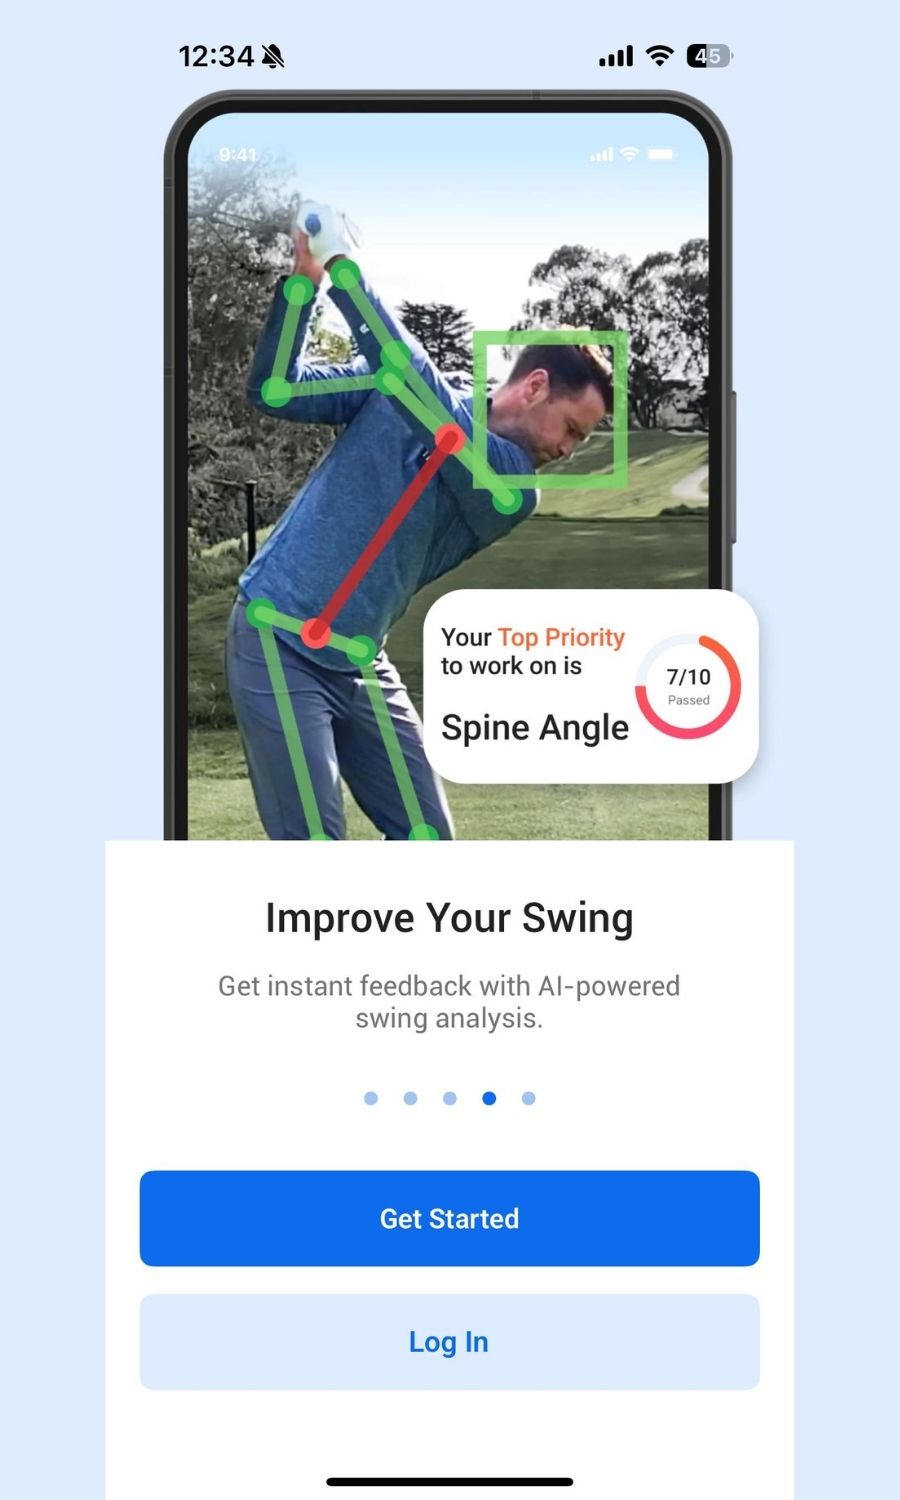 12:34
45
9:41
Your Top Priority
to work on is
Spine Angle
7/10
Passed
Improve Your Swing
Get instant feedback with AI-powered
swing analysis.
Get Started
Log In